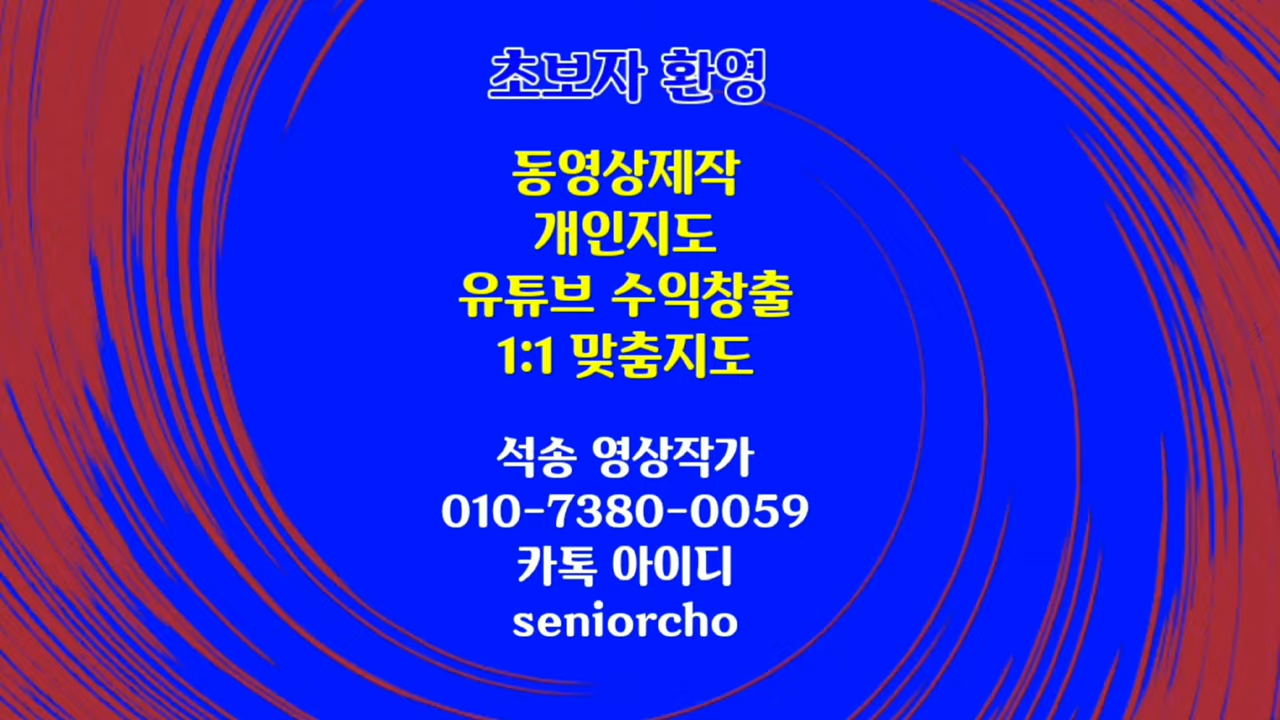 초보자 환영
동영상제작
개인지도
유튜브 수익창출
1:1 맞춤지도
석송 영상작가
010-7380-0059
카톡 아이디
seniorcho